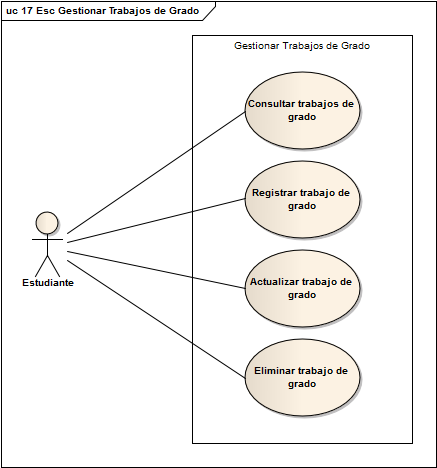 uc 17 Esc Gestionar Trabajos de Grado
Gestionar Trabajos de Grado
Consultar trabajos de
grado
Registrar trabajo de
grado
Estudiante
Actualizar trabajo de
grado
Eliminar trabajo de
grado